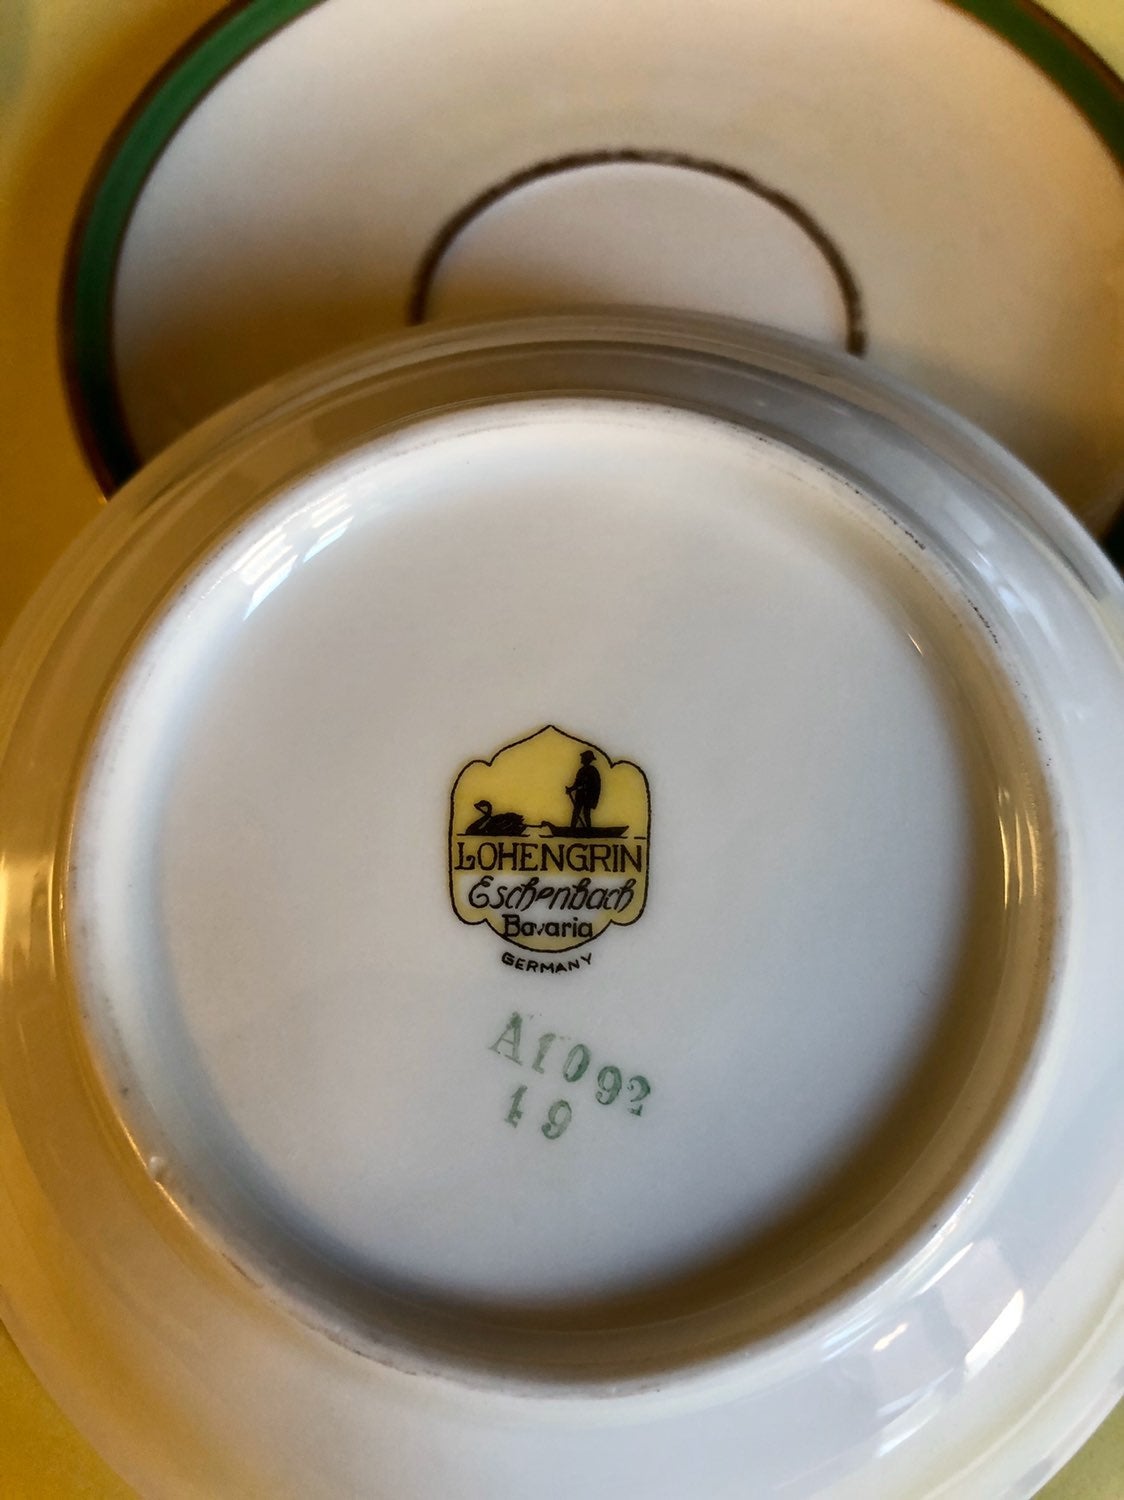 LOHENGRIN
Eschenbach
Bavaria
GERMANY
A1092
19